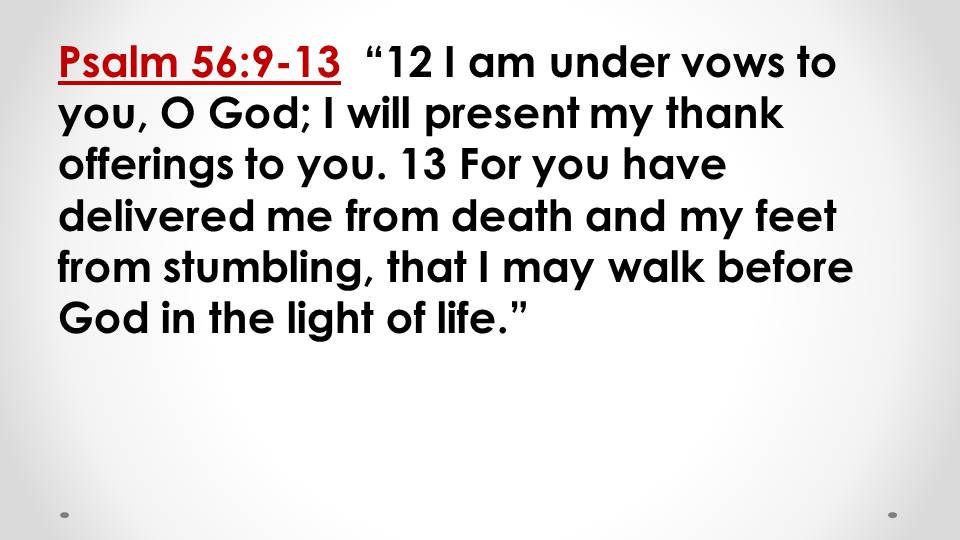 Psalm 56:9-13  “12 I am under vows to
you, O God; I will present my thank
offerings to you. 13 For you have
delivered me from death and my feet
from stumbling, that I may walk before
God in the light of life.”